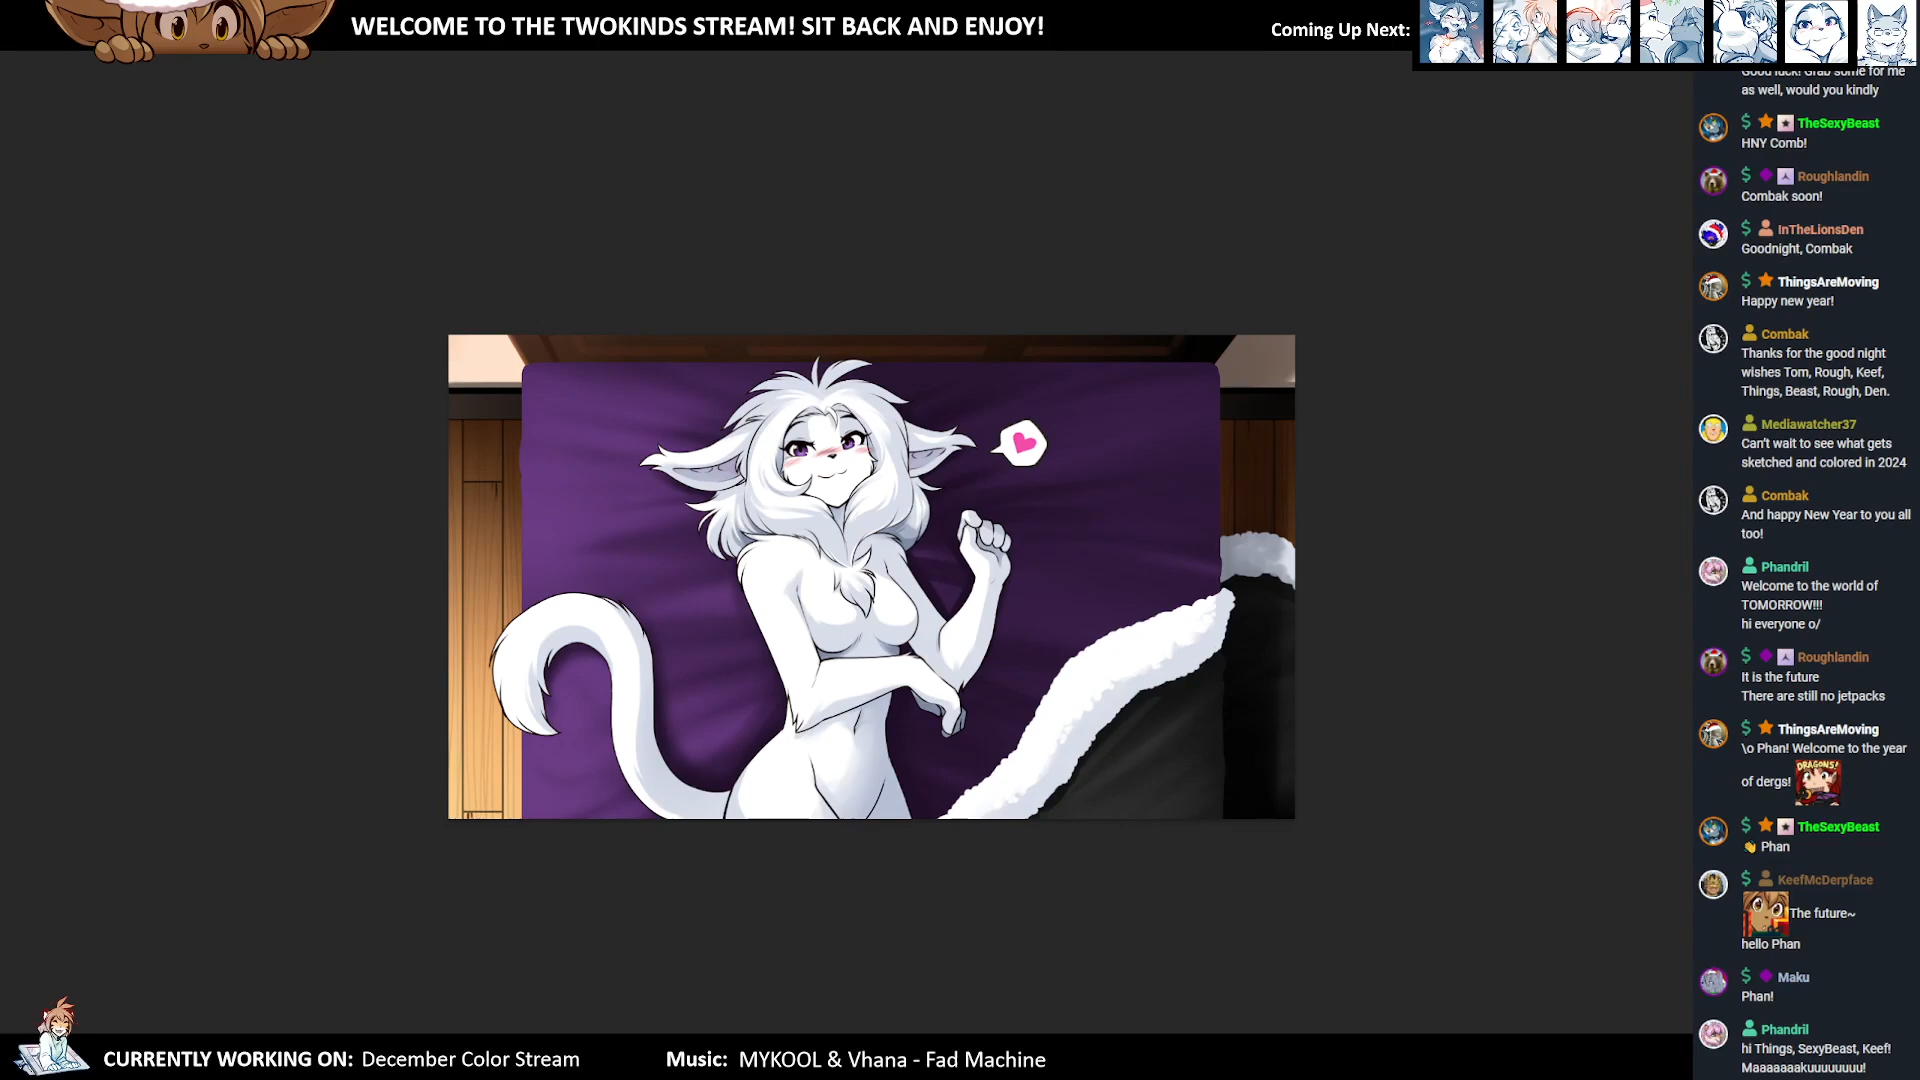 WELCOME TO THE TWOKINDS STREAM! SIT BACK AND ENJOY!
Coming Up Next:
Good luck! Grab some for me
as well, would you kindly
TheSexyBeast
HNY Comb!
Roughlandin
Combak soon!
InTheLionsDen
Goodnight, Combak
ThingsAreMoving
Happy new year!
Combak
Thanks for the good night
wishes Tom, Rough, Keef,
Things, Beast, Rough, Den.
Mediawatcher37
Can't wait to see what gets
sketched and colored in 2024
Combak
And happy New Year to you all
too!
Phandril
Welcome to the world of
TOMORROW!!!
hi everyone o/
Roughlandin
It is the future
There are still no jetpacks
ThingsAreMoving
\o Phan! Welcome to the year
of dergs!
DRAGONS!
TheSexyBeast
Phan
KeefMcDerpface
The future~
hello Phan
Maku
Phan!
Phandril
hi Things, SexyBeast, Keef!
Maaaaaaakuuuuuuuu!
CURRENTLY WORKING ON: December Color Stream
Music: MYKOOL & Vhana - Fad Machine